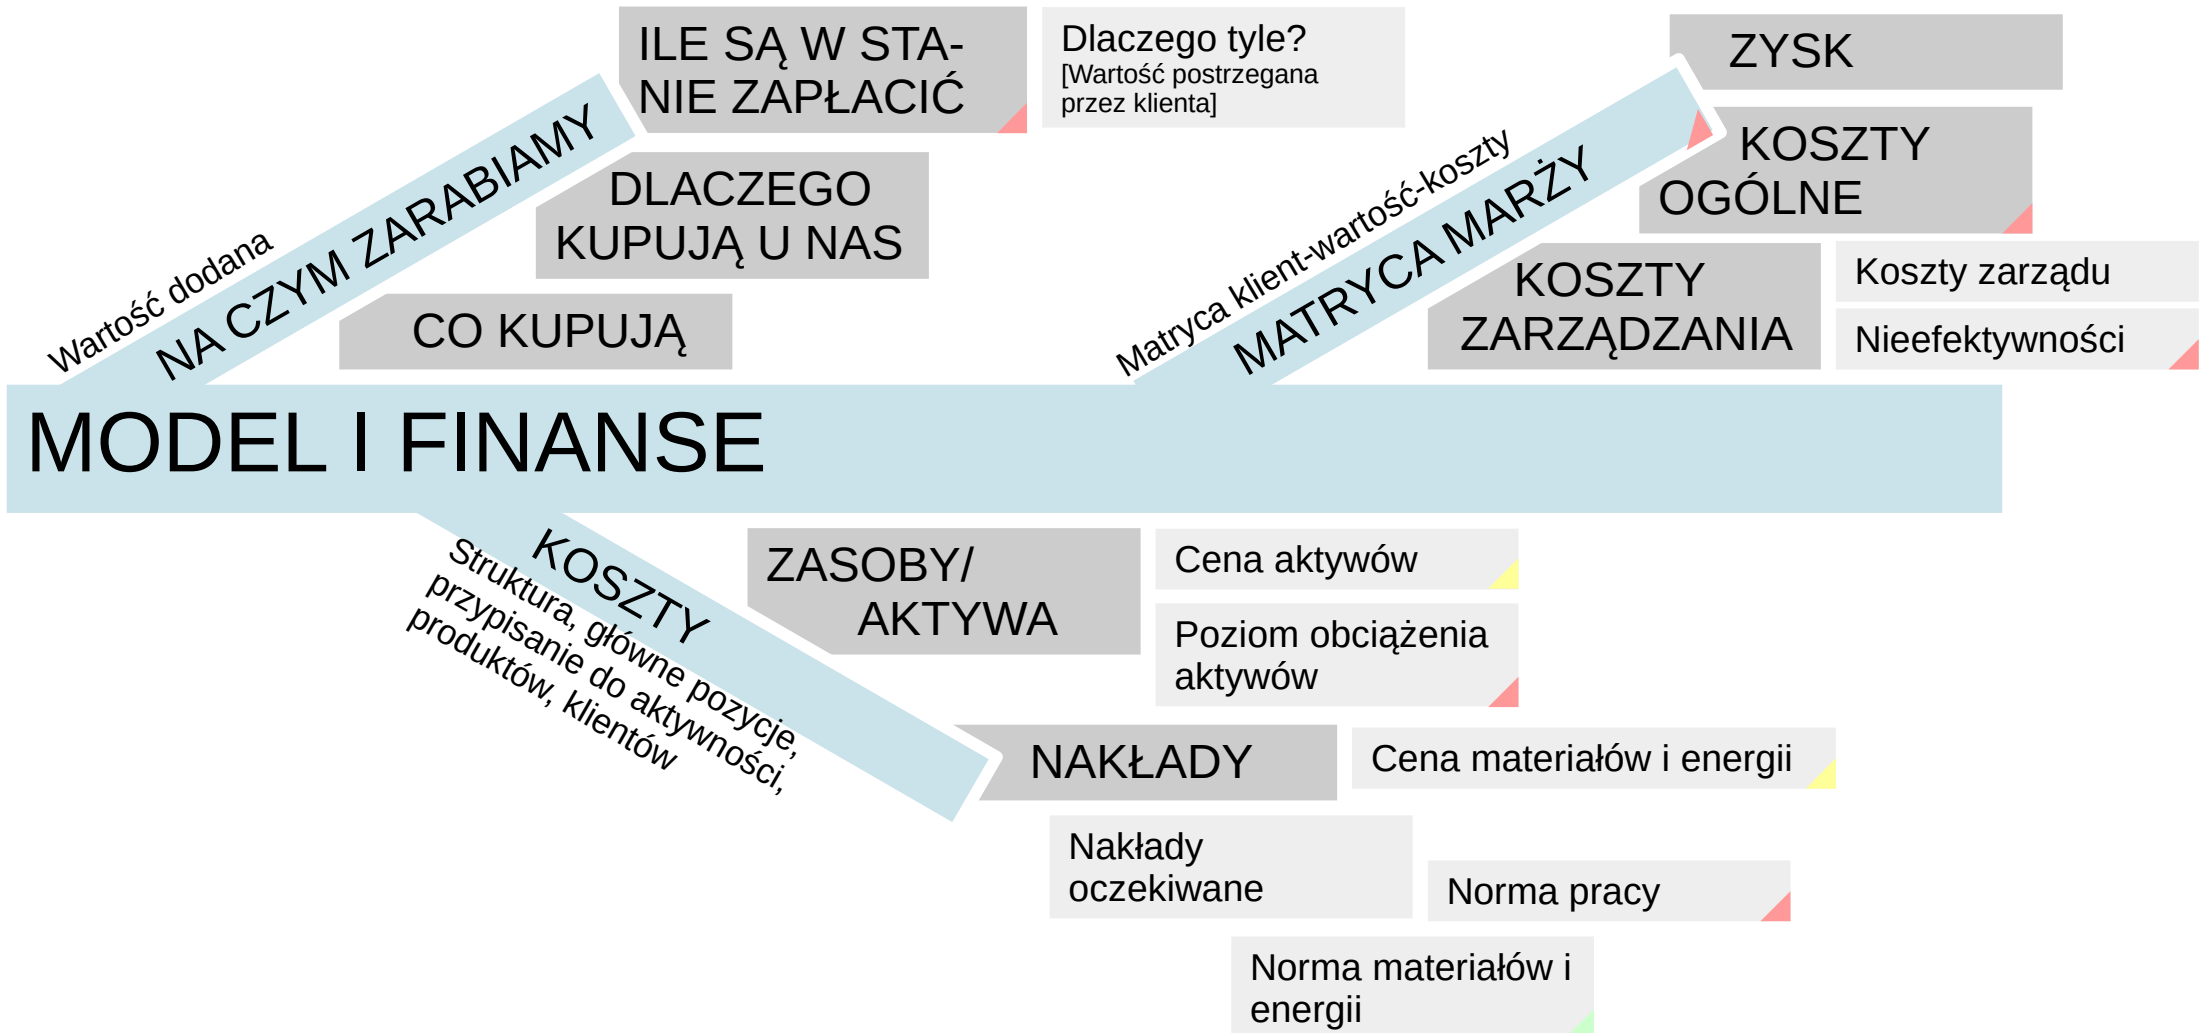 ILE SĄ W STA-
NIE ZAPŁACIĆ
Dlaczego tyle?
[Wartość postrzegana
przez klienta]
DLACZEGO
KUPUJĄ U NAS
CO KUPUJĄ
Wartość dodana
NA CZYM ZARABIAMY
ZYSK
KOSZTY
OGÓLNE
KOSZTY
ZARZĄDZANIA
Koszty zarządu
Nieefektywności
Matryca klient-wartość-koszty
MATRYCA MARŻY
MODEL I FINANSE
KOSZTY
Struktura, główne pozycje,
przypisanie do aktywności,
produktów, klientów
ZASOBY/
AKTYWA
Cena aktywów
Poziom obciążenia
aktywów
NAKŁADY
Cena materiałów i energii
Nakłady
oczekiwane
Norma pracy
Norma materiałów i
energii